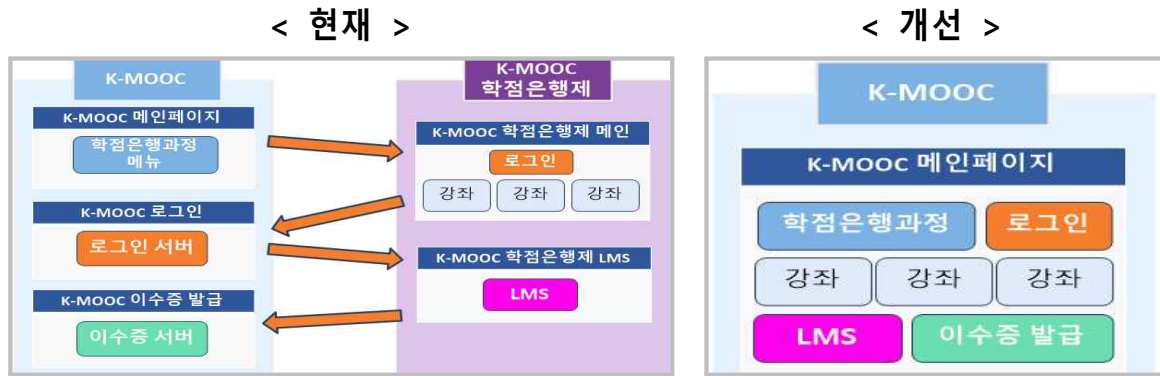 < 현재 >
K-MOOC
K-MOOC 메인페이지
학점은행과정
메뉴
K-MOOC 로그인
로그인 서버
K-MOOC 이수증 발급
이수증 서버
K-MOOC
학점은행제
K-MOOC 학점은행제 메인
로그인
강좌 강좌 강좌
K-MOOC 학점은행제 LMS
LMS
< 개선 >
K-MOOC
K-MOOC 메인페이지
학점은행과정 로그인
강좌 강좌 강좌
LMS 이수증 발급